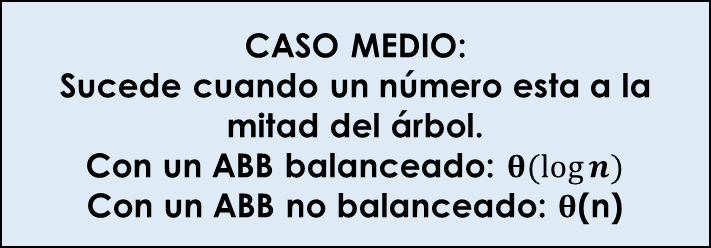 CASO MEDIO:
Sucede cuando un número esta a la
mitad del árbol.
Con un ABB balanceado: θ(log n)
Con un ABB no balanceado: θ(n)